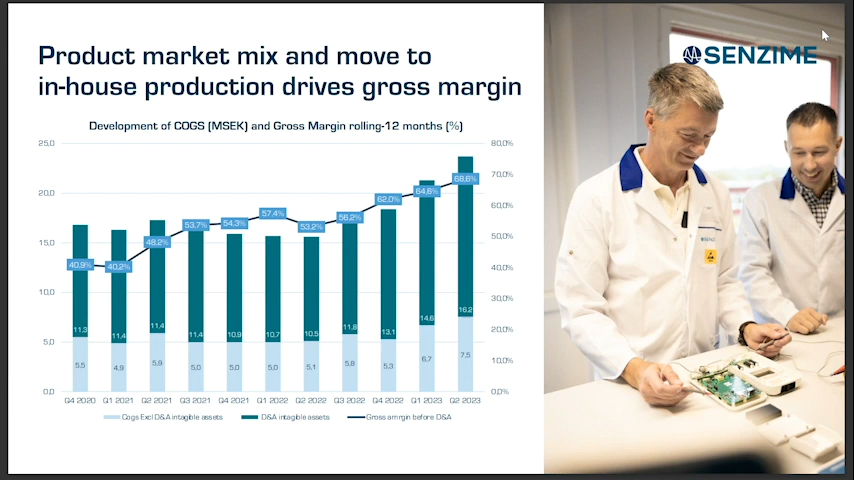 Product market mix and move to
in-house production drives gross margin
SENZIME
Development of COGS (MSEK) and Gross Margin rolling-12 months (%)
25,0
20,0
15,0
10,0
5,0
0,0
80,0%
70,0%
60,0%
50,0%
40,0%
30,0%
20,0%
10,0%
0,0%
40,9% 40,2% 48,2% 53,7% 54,3% 57,4% 53,2% 56,2% 62,0% 64,6% 68,6%
11,3 11,4 11,4 11,4 10,9 10,7 10,5 11,8 13,1 14,6 16,2
5,5 4,9 5,9 5,0 5,0 5,0 5,1 5,8 5,3 6,7 7,5
Q4 2020 Q1 2021 Q2 2021 Q3 2021 Q4 2021 Q1 2022 Q2 2022 Q3 2022 Q4 2022 Q1 2023 Q2 2023
Cogs Excl D&A intagible assets D&A intagible assets Gross amrgin before D&A